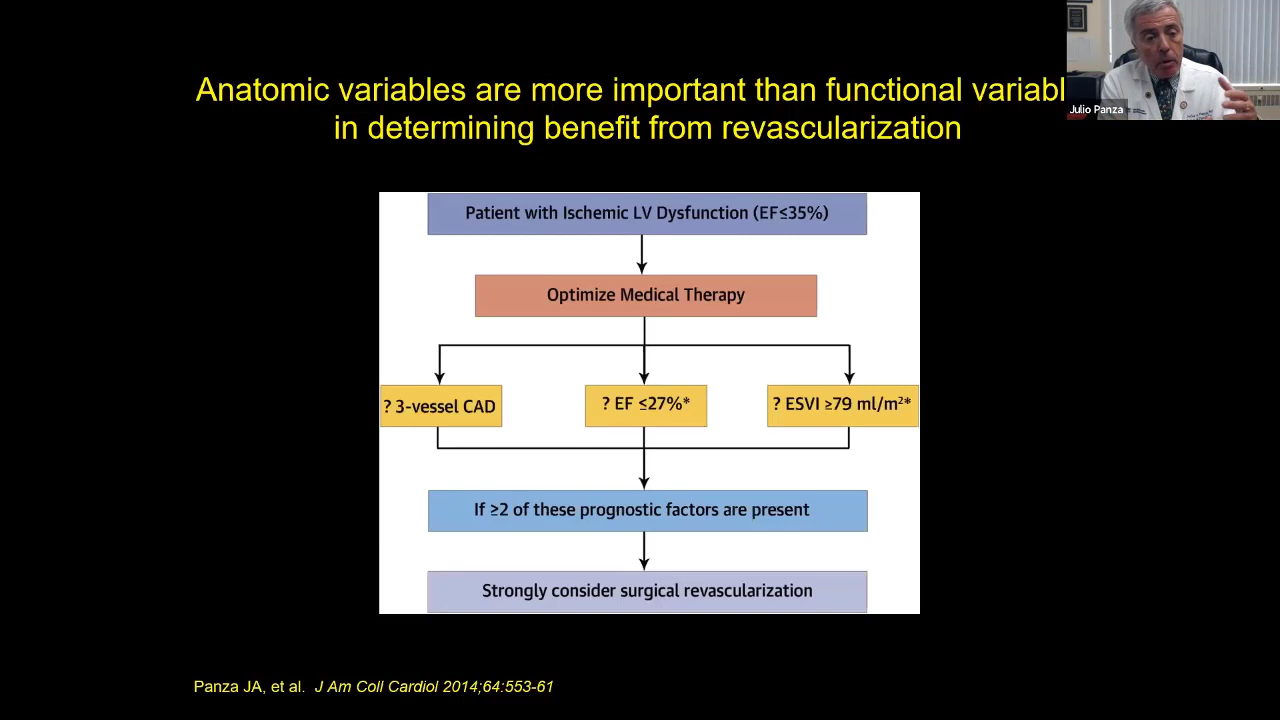 Anatomic variables are more important than functional variabl
in determining benefit from revascularization
Julio Panza
Patient with Ischemic LV Dysfunction (EF≤35%)
Optimize Medical Therapy
? 3-vessel CAD
? EF ≤27%*
? ESVI ≥79 ml/m²*
If ≥2 of these prognostic factors are present
Strongly consider surgical revascularization
Panza JA, et al. J Am Coll Cardiol 2014;64:553-61